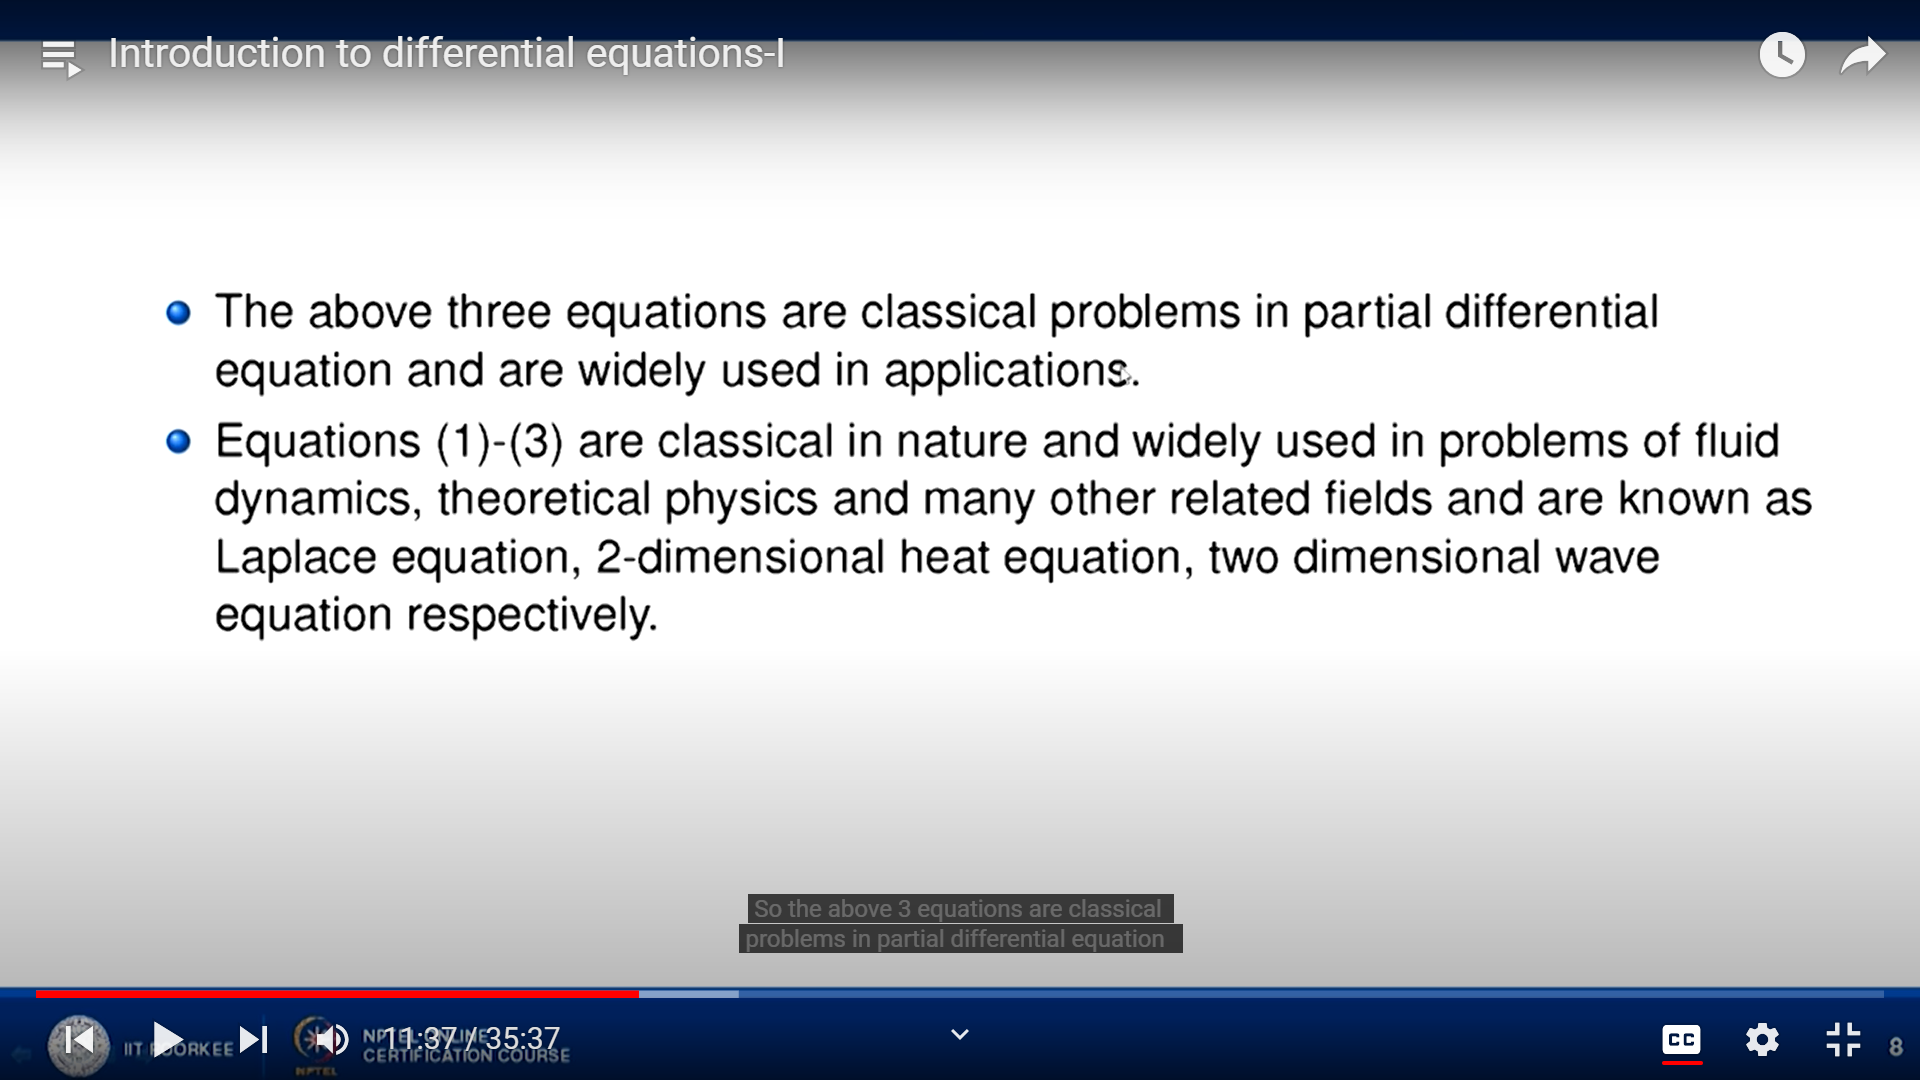 Introduction to differential equations-I
The above three equations are classical problems in partial differential
equation and are widely used in applications.
Equations (1)-(3) are classical in nature and widely used in problems of fluid
dynamics, theoretical physics and many other related fields and are known as
Laplace equation, 2-dimensional heat equation, two dimensional wave
equation respectively.
So the above 3 equations are classical
problems in partial differential equation
11:37 / 35:37
IIT ROORKEE
NPTEL ONLINE
CERTIFICATION COURSE
NPTEL
CC
8